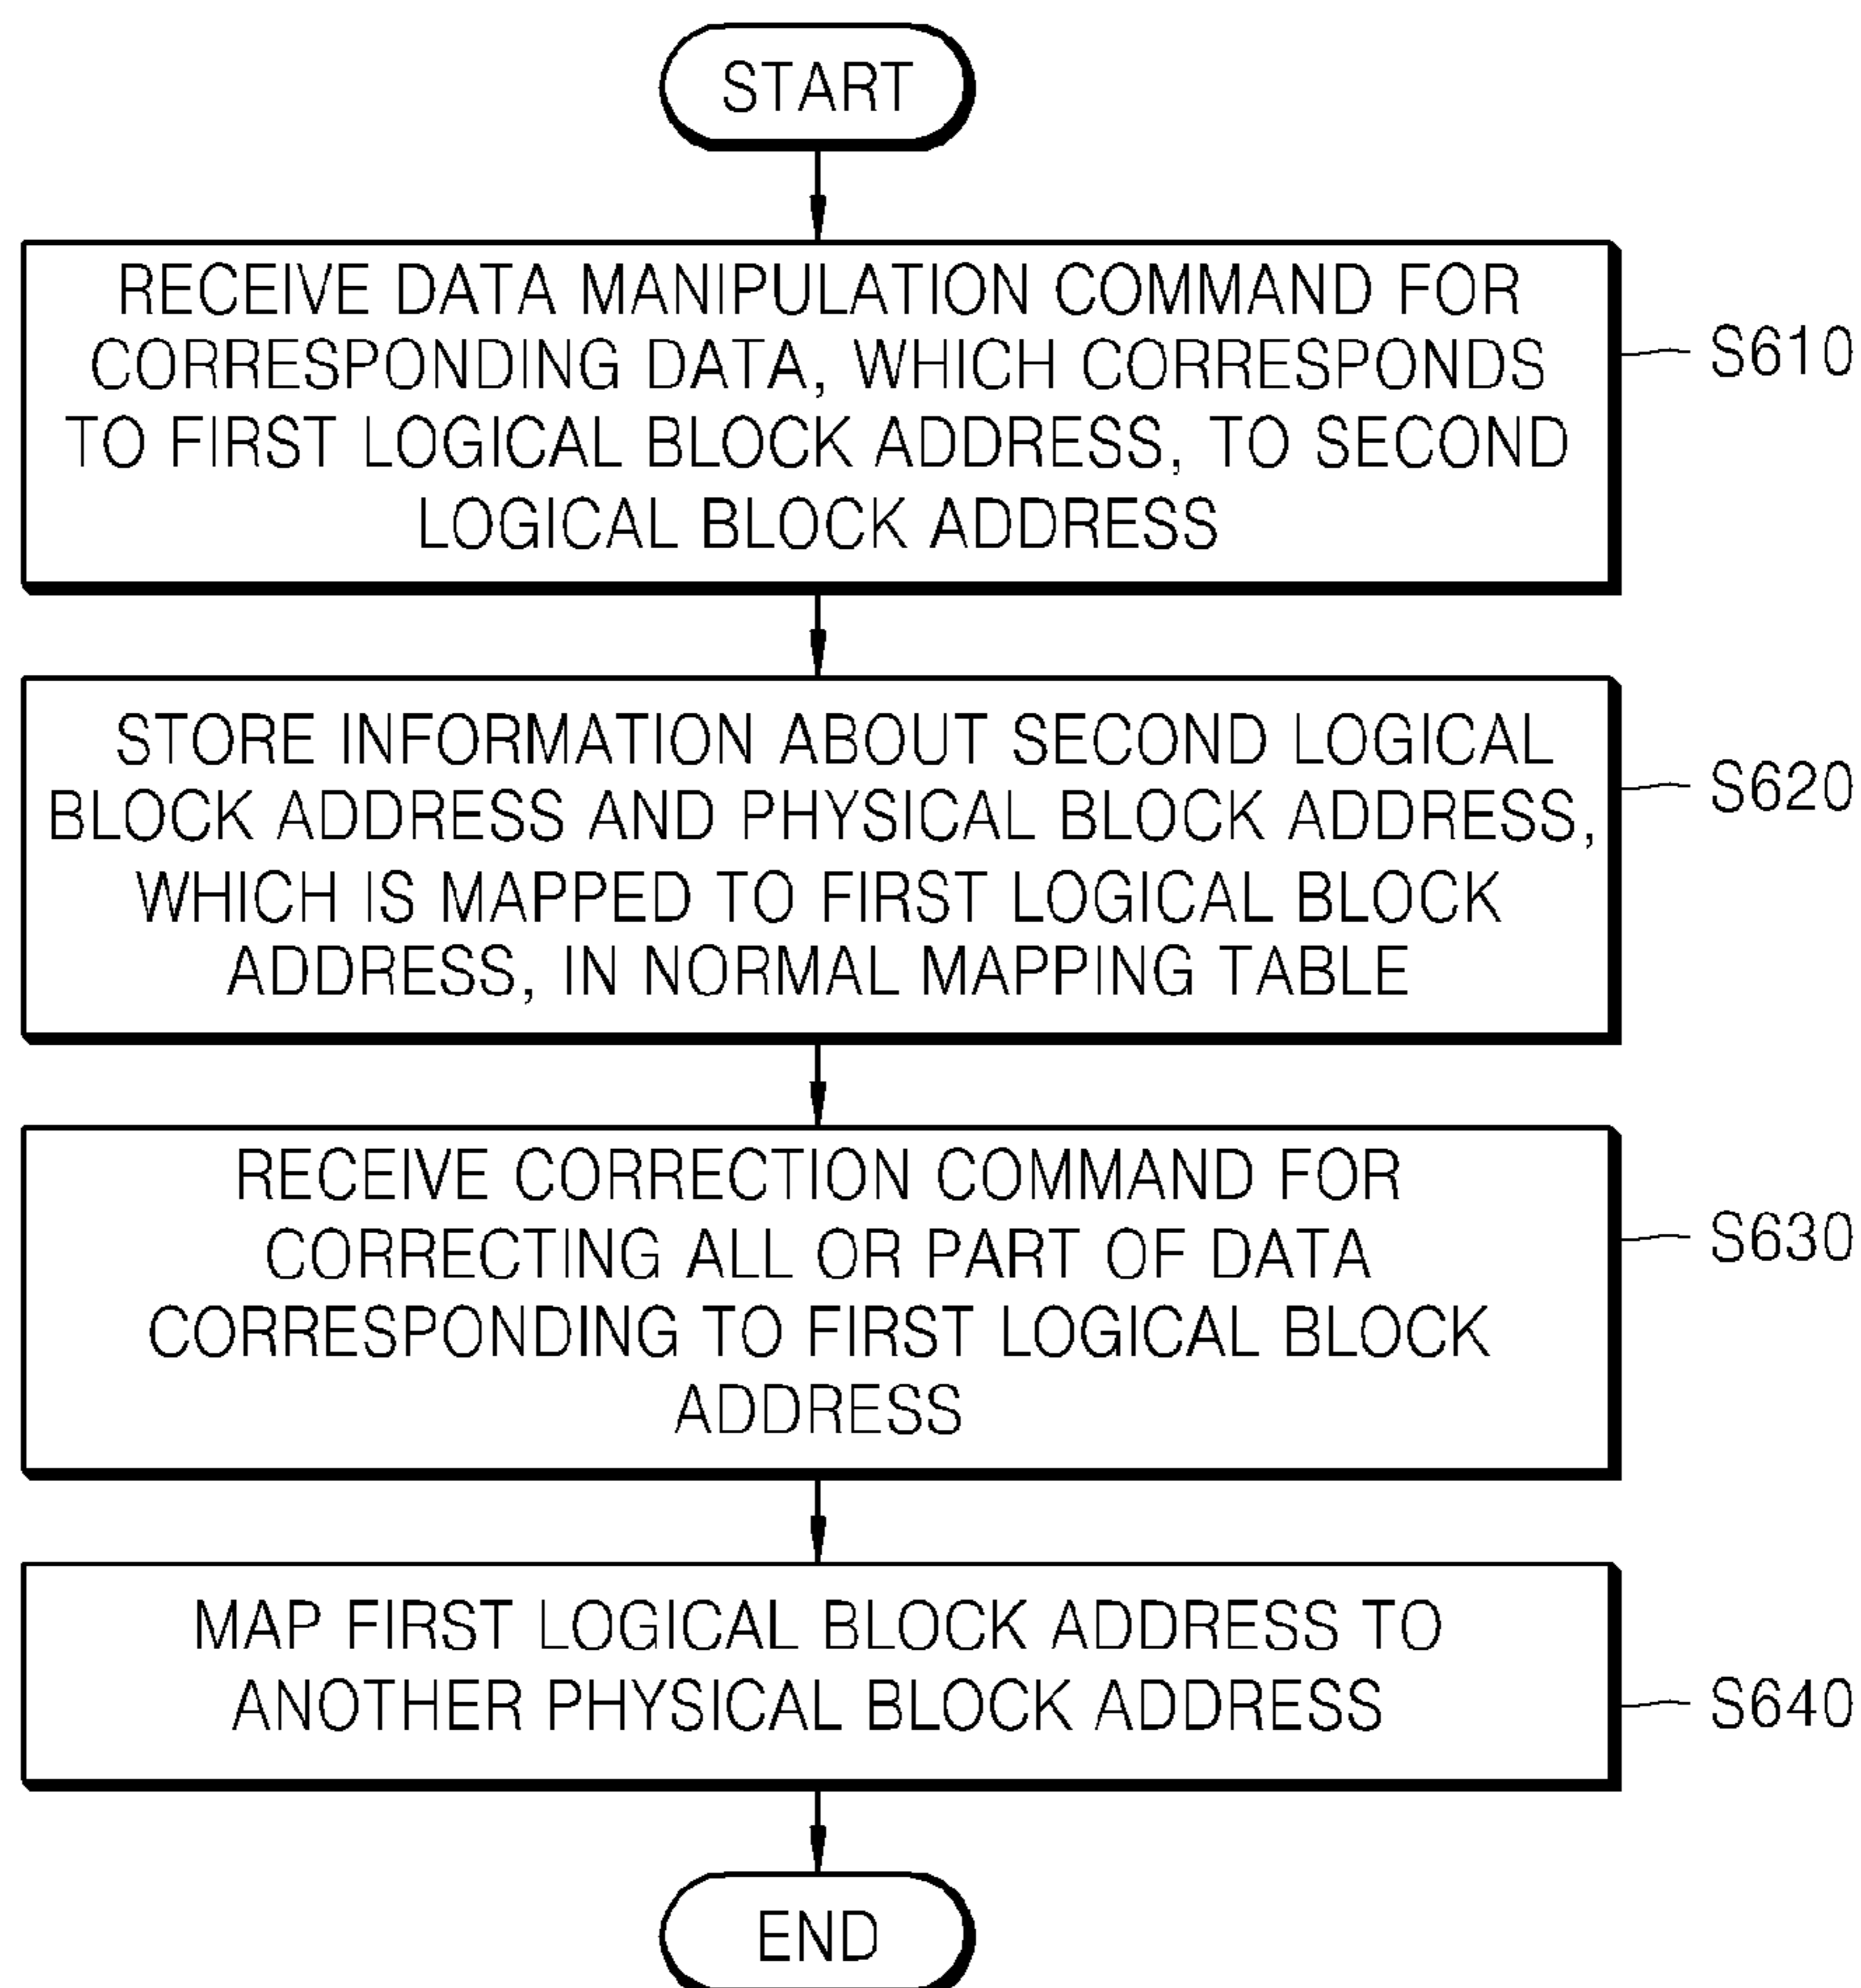 START
RECEIVE DATA MANIPULATION COMMAND FOR
CORRESPONDING DATA, WHICH CORRESPONDS
TO FIRST LOGICAL BLOCK ADDRESS, TO SECOND
LOGICAL BLOCK ADDRESS
S610
STORE INFORMATION ABOUT SECOND LOGICAL
BLOCK ADDRESS AND PHYSICAL BLOCK ADDRESS,
WHICH IS MAPPED TO FIRST LOGICAL BLOCK
ADDRESS, IN NORMAL MAPPING TABLE
S620
RECEIVE CORRECTION COMMAND FOR
CORRECTING ALL OR PART OF DATA
CORRESPONDING TO FIRST LOGICAL BLOCK
ADDRESS
S630
MAP FIRST LOGICAL BLOCK ADDRESS TO
ANOTHER PHYSICAL BLOCK ADDRESS
S640
END